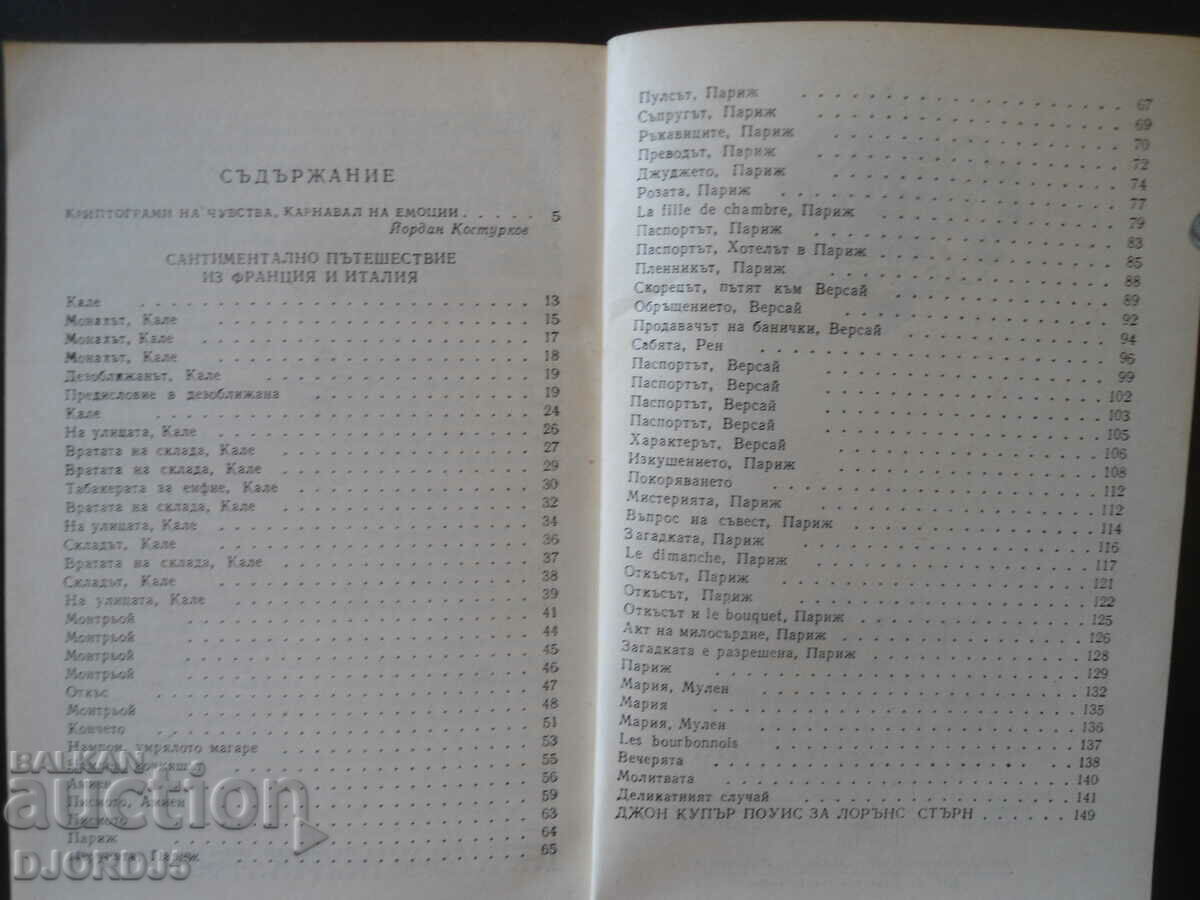 СЪДЪРЖАНИЕ
КРИПТОГРАМИ НА ЧУВСТВА, КАРНАВАЛ НА ЕМОЦИИ . . . . . 5
Йордан Костурков
САНТИМЕНТАЛНО ПЪТЕШЕСТВИЕ
ИЗ ФРАНЦИЯ И ИТАЛИЯ
Кале 13
Монахът, Кале 15
Монахът, Кале 17
Монахът, Кале 18
Дезоближанът, Кале 19
Предисловие в дезоближана 19
Кале 24
На улицата, Кале 26
Вратата на склада, Кале 27
Вратата на склада, Кале 29
Табакерата за енфие, Кале 30
Вратата на склада, Кале 32
На улицата, Кале 34
Складът, Кале 36
Вратата на склада, Кале 37
Складът, Кале 38
На улицата, Кале 39
Монтрьой 41
Монтрьой 44
Монтрьой 45
Монтрьой 46
Откъс 47
Монтрьой 48
Кончето 51
Нампон, умрялото магаре 53
55
Амиен 56
Писмото, Амиен 59
Писмото 63
Париж 64
Париж 65
Пулсът, Париж 67
Съпругът, Париж 69
Ръкавиците, Париж 70
Преводът, Париж 72
Джуджето, Париж 74
Розата, Париж 77
La fille de chambre, Париж 79
Паспортът, Париж 83
Паспортът, Хотелът в Париж 85
Пленникът, Париж 88
Скорецът, пътят към Версай 89
Обръщението, Версай 92
Продавачът на банички, Версай 94
Сабята, Рен 96
Паспортът, Версай 99
Паспортът, Версай 102
Паспортът, Версай 103
Паспортът, Версай 105
Характерът, Версай 106
Изкушението, Париж 108
Покоряването 112
Мистерията, Париж 112
Въпрос на съвест, Париж 114
Загадката, Париж 116
Le dimanche, Париж 117
Откъсът, Париж 121
Откъсът, Париж 122
Откъсът и le bouquet, Париж 125
Акт на милосърдие, Париж 126
Загадката е разрешена, Париж 128
Париж 129
Мария, Мулен 132
Мария 135
Мария, Мулен 136
Les bourbonnois 137
Вечерята 138
Молитвата 140
Деликатният случай 141
ДЖОН КУПЪР ПОУИС ЗА ЛОРЪНС СТЪРН 149
BALKAN
auction
DJORDJ5